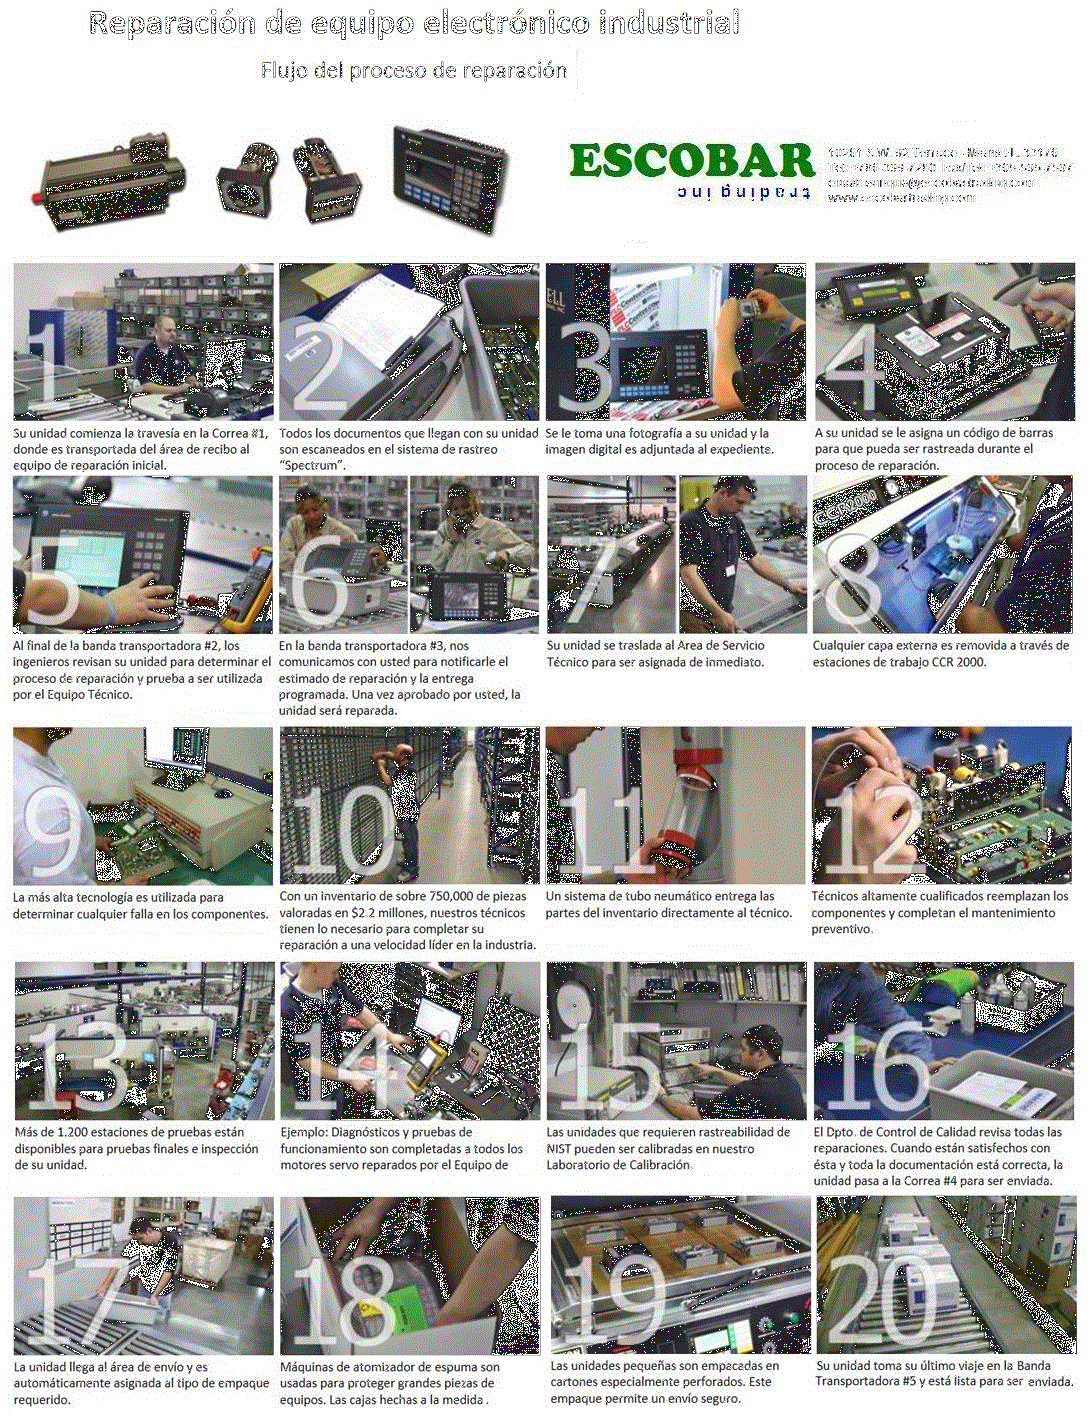 Reparación de equipo electrónico industrial
Flujo del proceso de reparación
ESCOBAR
trading inc
www.escobartrading.com
1
2
3
4
Su unidad comienza la travesía en la Correa #1,
donde es transportada del área de recibo al
equipo de reparación inicial.
Todos los documentos que llegan con su unidad
son escaneados en el sistema de rastreo
“Spectrum”.
Se le toma una fotografía a su unidad y la
imagen digital es adjuntada al expediente.
A su unidad se le asigna un código de barras
para que pueda ser rastreada durante el
proceso de reparación.
5
6
7
8
Al final de la banda transportadora #2, los
ingenieros revisan su unidad para determinar el
proceso de reparación y prueba a ser utilizada
por el Equipo Técnico.
En la banda transportadora #3, nos
comunicamos con usted para notificarle el
estimado de reparación y la entrega
programada. Una vez aprobado por usted, la
unidad será reparada.
Su unidad se traslada al Area de Servicio
Técnico para ser asignada de inmediato.
Cualquier capa externa es removida a través de
estaciones de trabajo CCR 2000.
9
10
11
12
La más alta tecnología es utilizada para
determinar cualquier falla en los componentes.
Con un inventario de sobre 750,000 de piezas
valoradas en $2.2 millones, nuestros técnicos
tienen lo necesario para completar su
reparación a una velocidad líder en la industria.
Un sistema de tubo neumático entrega las
partes del inventario directamente al técnico.
Técnicos altamente cualificados reemplazan los
componentes y completan el mantenimiento
preventivo.
13
14
15
16
Más de 1,200 estaciones de pruebas están
disponibles para pruebas finales e inspección
de su unidad.
Ejemplo: Diagnósticos y pruebas de
funcionamiento son completadas a todos los
motores servo reparados por el Equipo de
Las unidades que requieren rastreabilidad de
NIST pueden ser calibradas en nuestro
Laboratorio de Calibración.
El Dpto. de Control de Calidad revisa todas las
reparaciones. Cuando están satisfechos con
ésta y toda la documentación está correcta, la
unidad pasa a la Correa #4 para ser enviada.
17
18
19
20
La unidad llega al área de envío y es
automáticamente asignada al tipo de empaque
requerido.
Máquinas de atomizador de espuma son
usadas para proteger grandes piezas de
equipos. Las cajas hechas a la medida .
Las unidades pequeñas son empacadas en
cartones especialmente perforados. Este
empaque permite un envío seguro.
Su unidad toma su último viaje en la Banda
Transportadora #5 y está lista para ser enviada.